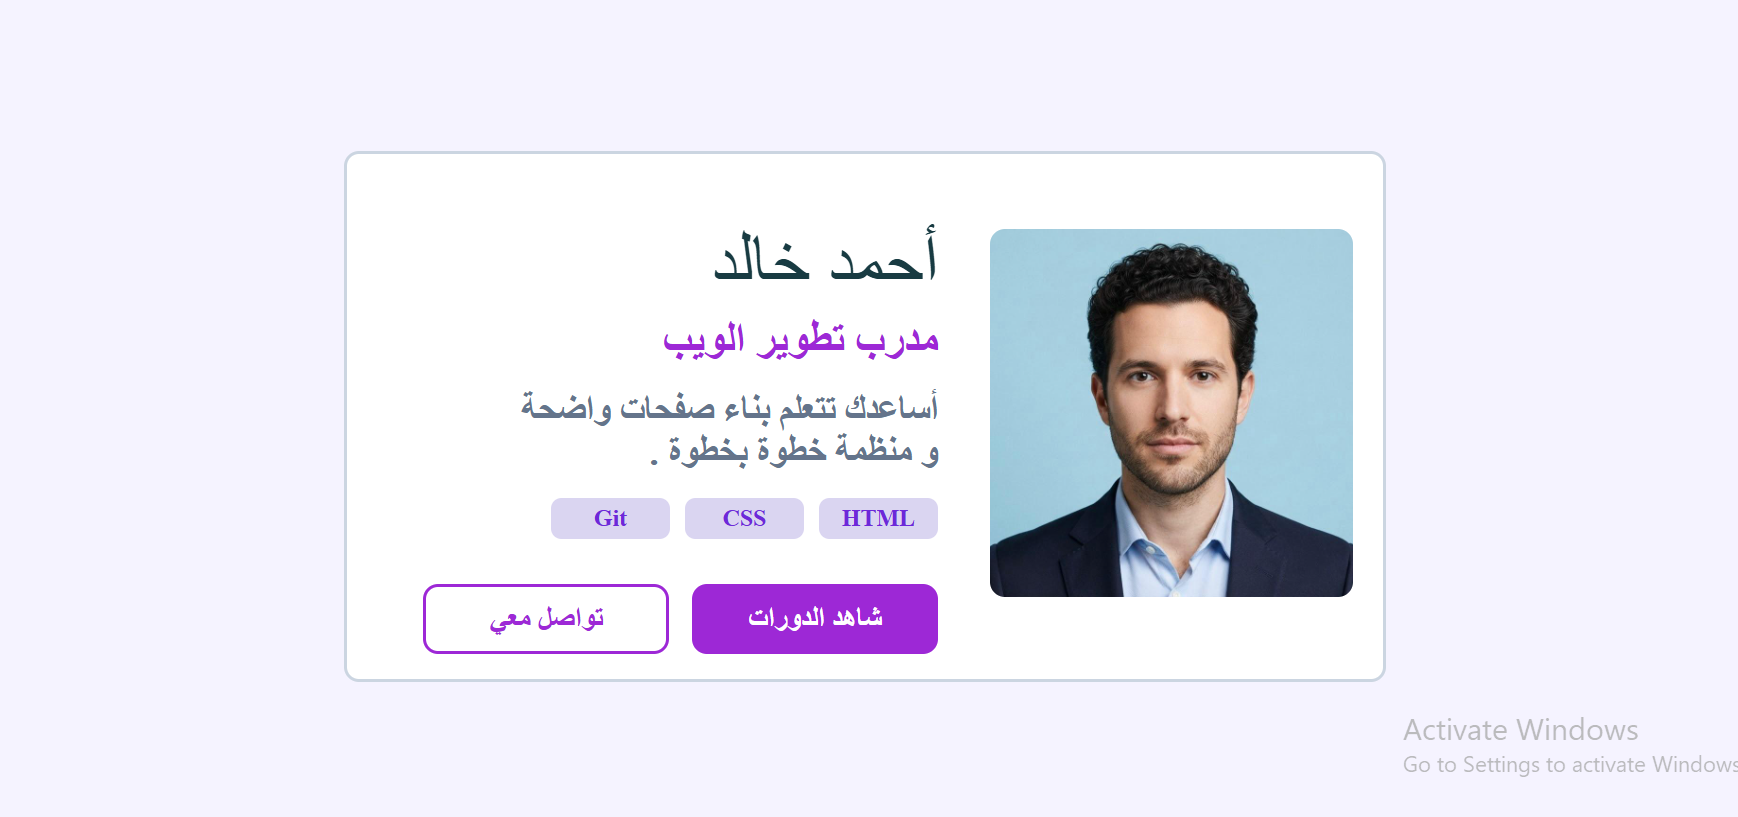 أحمد خالد
مدرب تطوير الويب
أساعدك تتعلم بناء صفحات واضحة
و منظمة خطوة بخطوة .
HTML CSS Git
شاهد الدورات تواصل معي
Activate Windows
Go to Settings to activate Windows